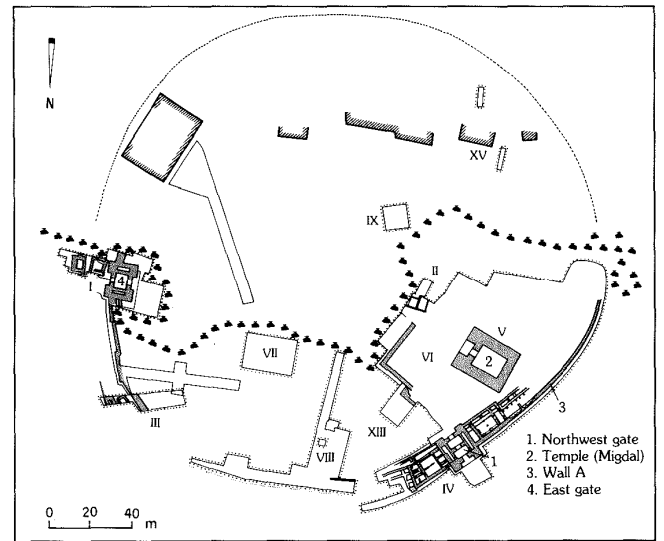 N
XV
IX
II
4
I
V
VII
VI
2
3
III
XIII
VIII
1
IV
1. Northwest gate
2. Temple (Migdal)
3. Wall A
4. East gate
0 20 40
m